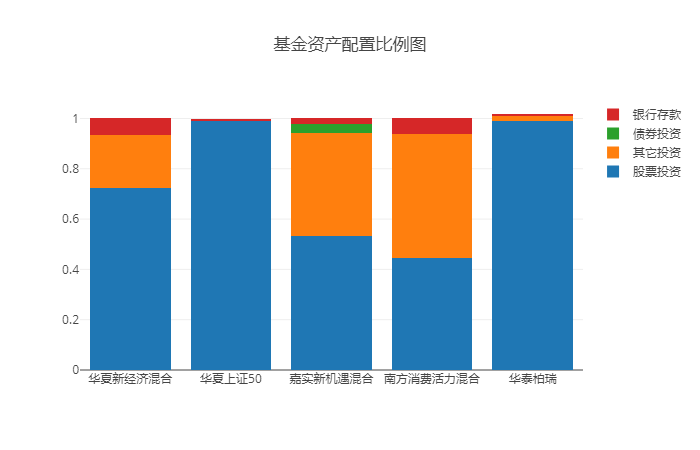 基金资产配置比例图
1
0.8
0.6
0.4
0.2
0
华夏新经济混合
华夏上证50
嘉实新机遇混合
南方消费活力混合
华泰柏瑞
银行存款
债券投资
其它投资
股票投资